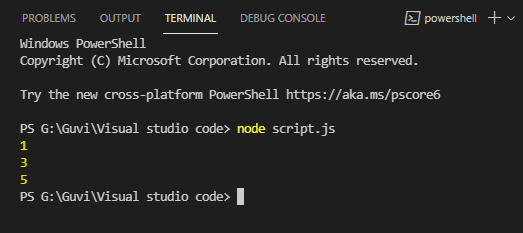 PROBLEMS OUTPUT TERMINAL DEBUG CONSOLE powershell
Windows PowerShell
Copyright (C) Microsoft Corporation. All rights reserved.
Try the new cross-platform PowerShell https://aka.ms/pscore6
PS G:\Guvi\Visual studio code> node script.js
1
3
5
PS G:\Guvi\Visual studio code>